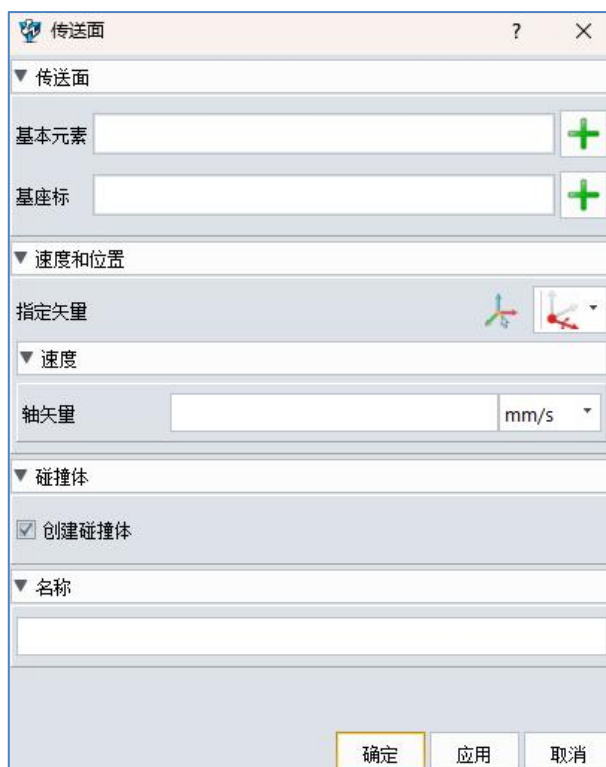 传送面 ?
传送面
基本元素
基座标
速度和位置
指定矢量
速度
轴矢量 mm/s
碰撞体
创建碰撞体
名称
确定 应用 取消